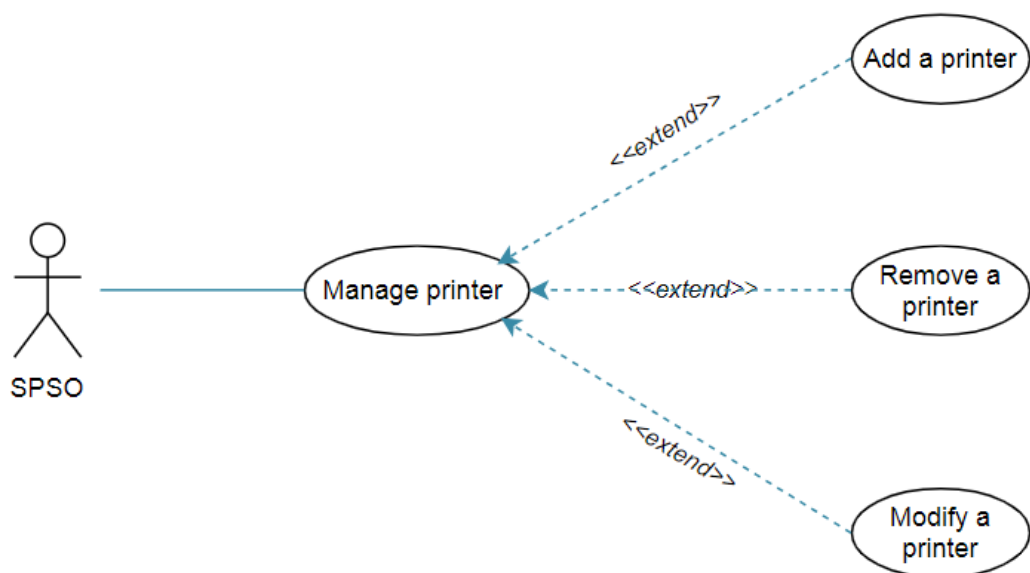 Add a printer
<<extend>>
SPSO
Manage printer
<<extend>>
Remove a
printer
<<extend>>
Modify a
printer